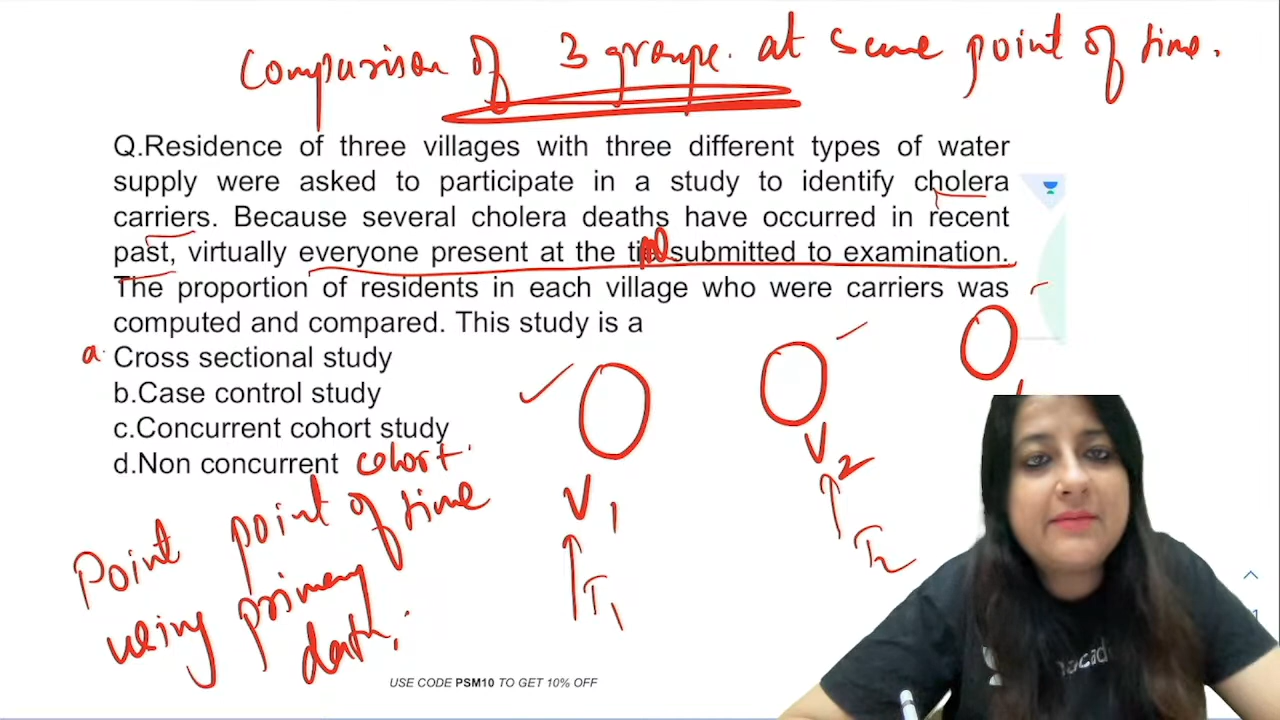 Comparison of 3 groups. at same point of time.
Q.Residence of three villages with three different types of water
supply were asked to participate in a study to identify cholera
carriers. Because several cholera deaths have occurred in recent
past, virtually everyone present at the submitted to examination.
The proportion of residents in each village who were carriers was
computed and compared. This study is a
a. Cross sectional study
b.Case control study
c.Concurrent cohort study
d.Non concurrent cohort.
Point point of time
using primary
data.
V1
T1
V2
T2
USE CODE PSM10 TO GET 10% OFF